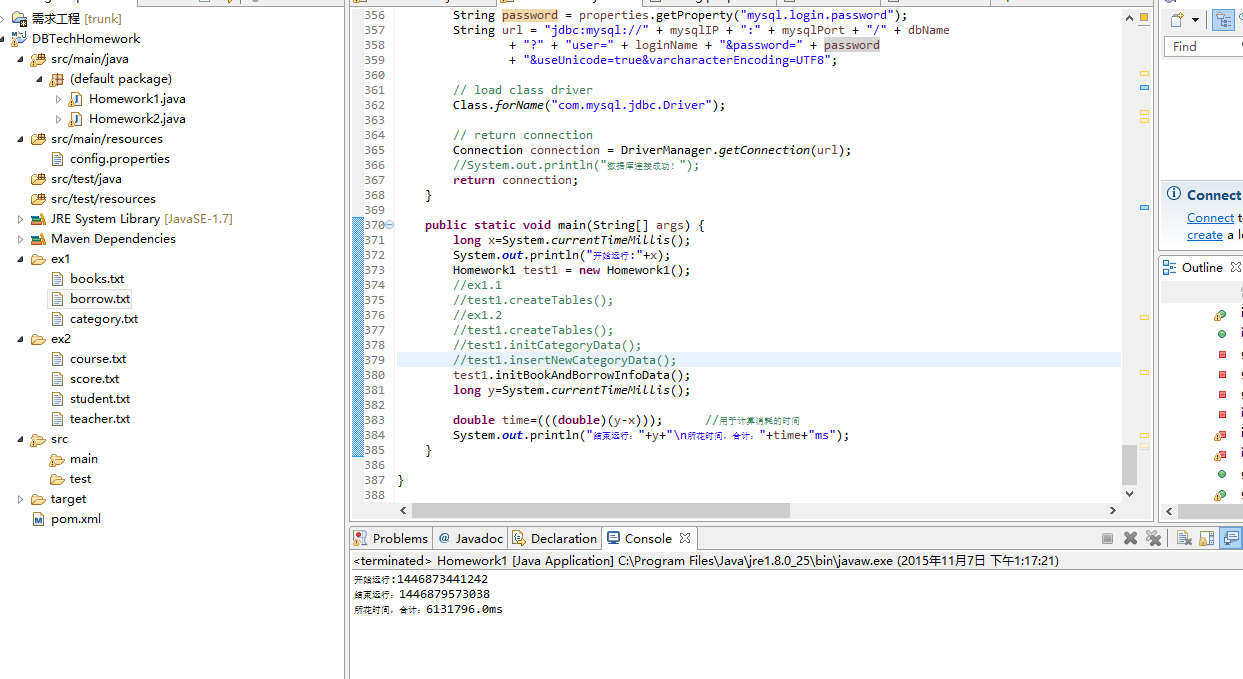 需求工程 [trunk]
DBTechHomework
src/main/java
(default package)
Homework1.java
Homework2.java
src/main/resources
config.properties
src/test/java
src/test/resources
JRE System Library [JavaSE-1.7]
Maven Dependencies
ex1
books.txt
borrow.txt
category.txt
ex2
course.txt
score.txt
student.txt
teacher.txt
src
main
test
target
pom.xml
356 String password = properties.getProperty("mysql.login.password");
357 String url = "jdbc:mysql://" + mysqlIP + ":" + mysqlPort + "/" + dbName
358 + "?" + "user=" + loginName + "&password=" + password
359 + "&useUnicode=true&varcharacterEncoding=UTF8";
360
361 // load class driver
362 Class.forName("com.mysql.jdbc.Driver");
363
364 // return connection
365 Connection connection = DriverManager.getConnection(url);
366 //System.out.println("数据库连接成功！");
367 return connection;
368 }
369
370 public static void main(String[] args) {
371 long x=System.currentTimeMillis();
372 System.out.println("开始运行:"+x);
373 Homework1 test1 = new Homework1();
374 //ex1.1
375 //test1.createTables();
376 //ex1.2
377 //test1.createTables();
378 //test1.initCategoryData();
379 //test1.insertNewCategoryData();
380 test1.initBookAndBorrowInfoData();
381 long y=System.currentTimeMillis();
382
383 double time=(((double)(y-x))); //用于计算消耗的时间
384 System.out.println("结束运行："+y+"\n所花时间，合计："+time+"ms");
385 }
386
387 }
388
Find
Connect
Connect
create a
Outline
Problems @ Javadoc Declaration Console
<terminated> Homework1 [Java Application] C:\Program Files\Java\jre1.8.0_25\bin\javaw.exe (2015年11月7日 下午1:17:21)
开始运行:1446873441242
结束运行：1446879573038
所花时间，合计：6131796.0ms